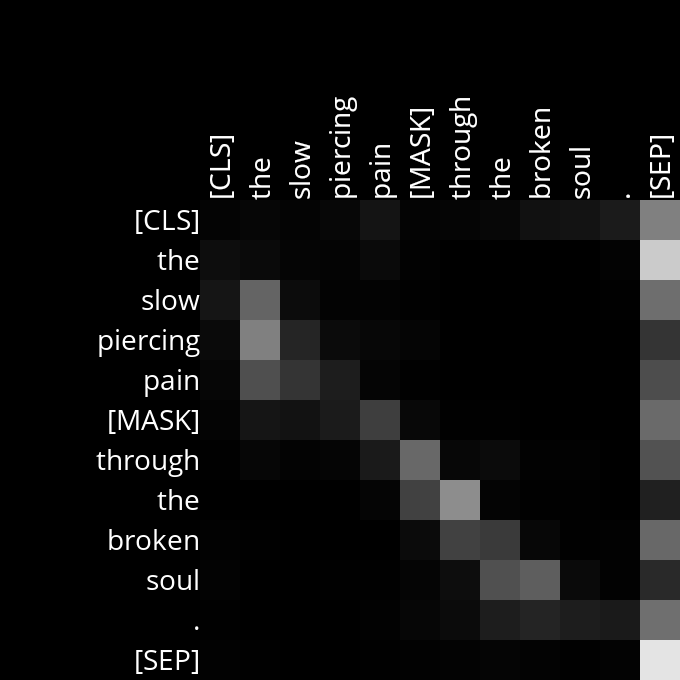 [CLS] the slow piercing pain [MASK] through the broken soul . [SEP]
[CLS]
the
slow
piercing
pain
[MASK]
through
the
broken
soul
.
[SEP]